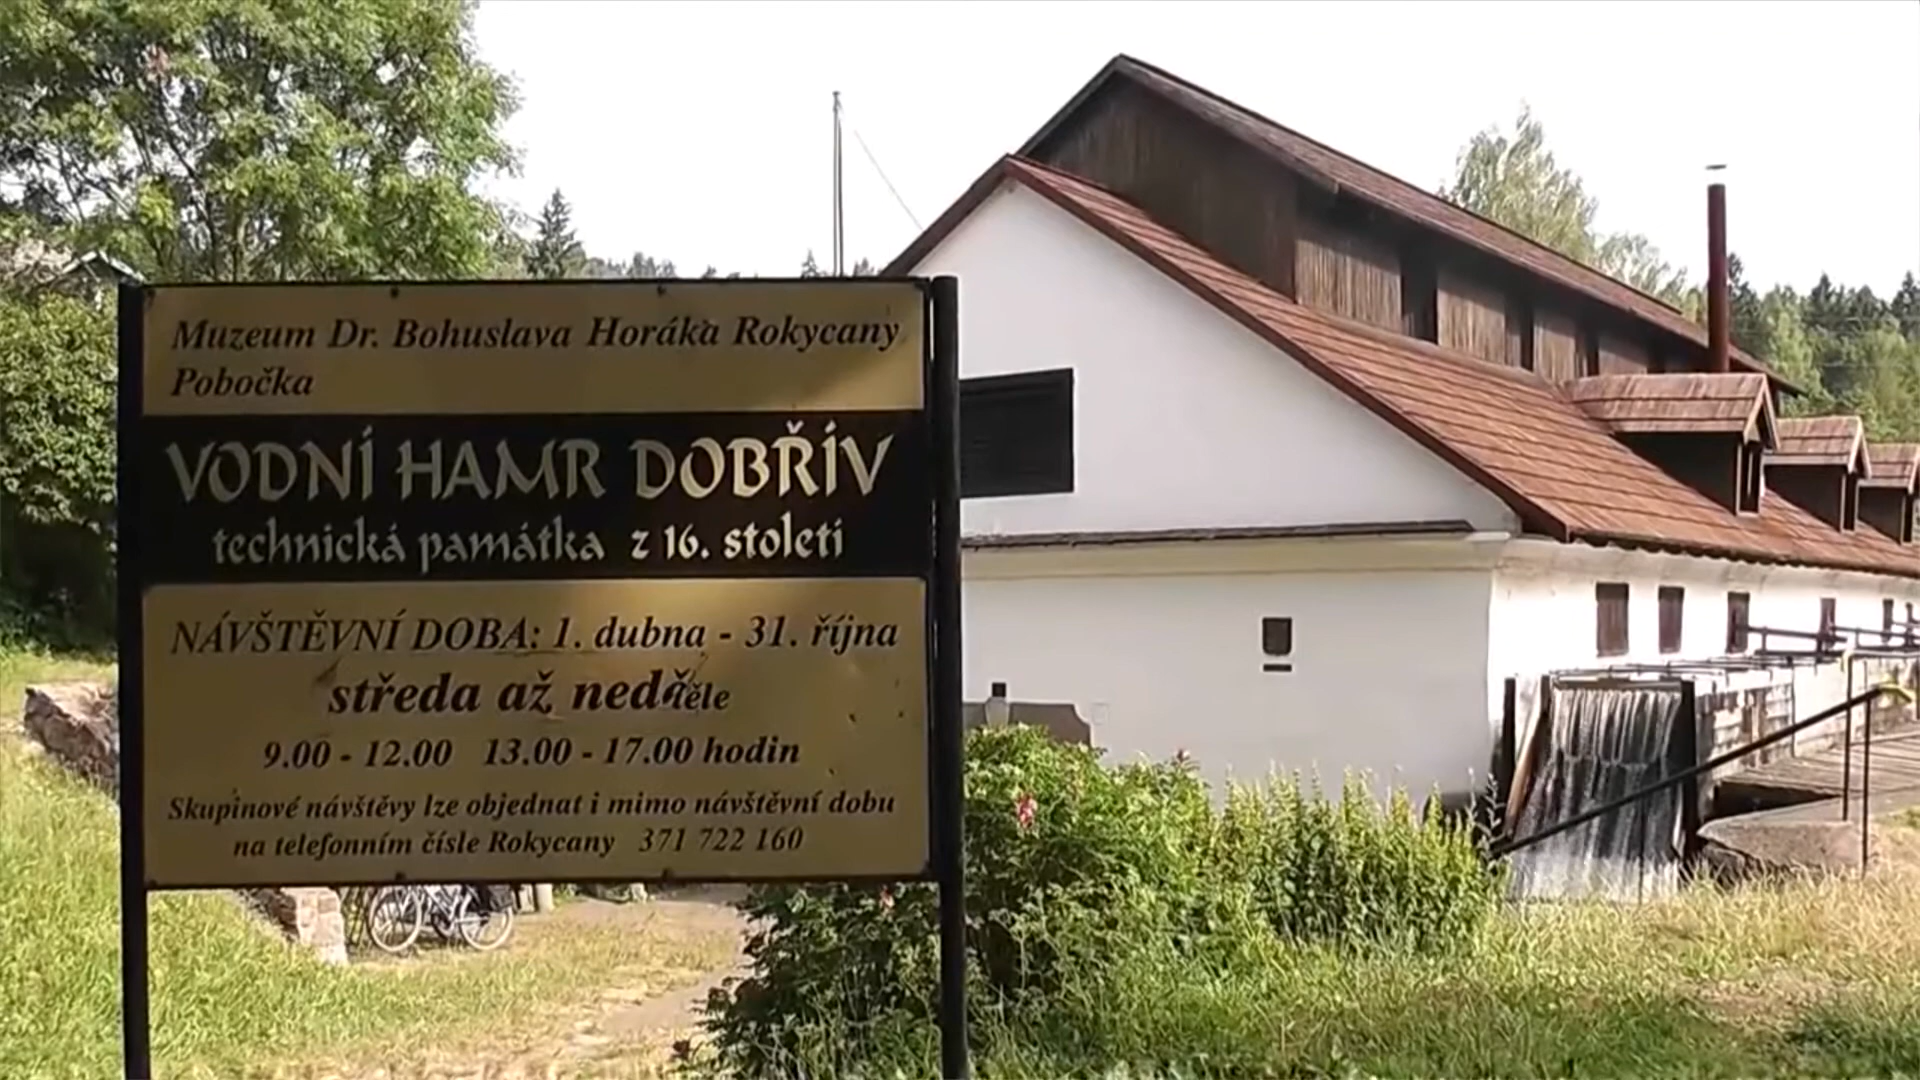 Muzeum Dr. Bohuslava Horáka Rokycany
Pobočka
VODNÍ HAMR DOBŘÍV
technická památka z 16. století
NÁVŠTĚVNÍ DOBA: 1. dubna - 31. října
středa až neděle
9.00 - 12.00 13.00 - 17.00 hodin
Skupinové návštěvy lze objednat i mimo návštěvní dobu
na telefonním čísle Rokycany 371 722 160